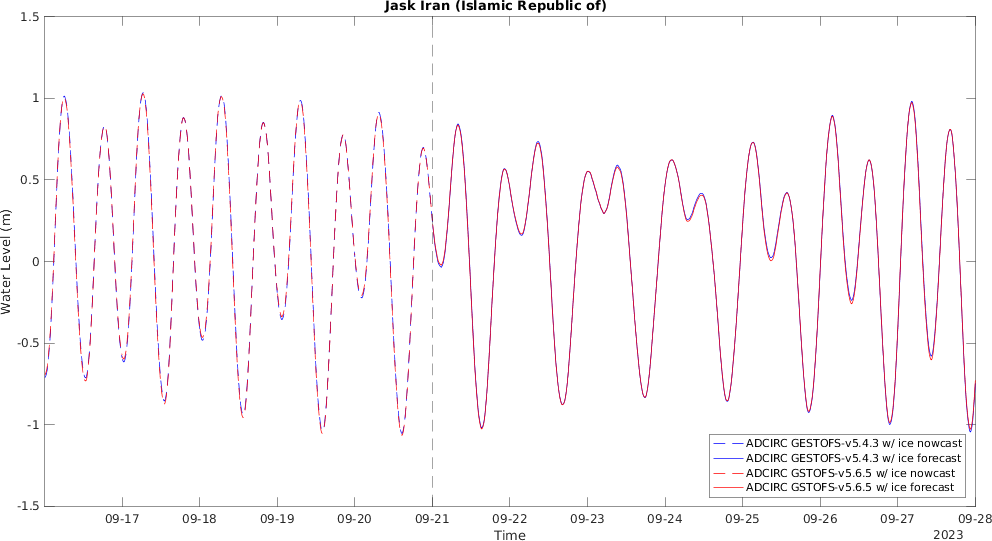 Jask Iran (Islamic Republic of)
1.5
1
0.5
0
-0.5
-1
-1.5
Water Level (m)
09-17 09-18 09-19 09-20 09-21 09-22 09-23 09-24 09-25 09-26 09-27 09-28
Time
2023
ADCIRC GESTOFS-v5.4.3 w/ ice nowcast
ADCIRC GESTOFS-v5.4.3 w/ ice forecast
ADCIRC GSTOFS-v5.6.5 w/ ice nowcast
ADCIRC GSTOFS-v5.6.5 w/ ice forecast